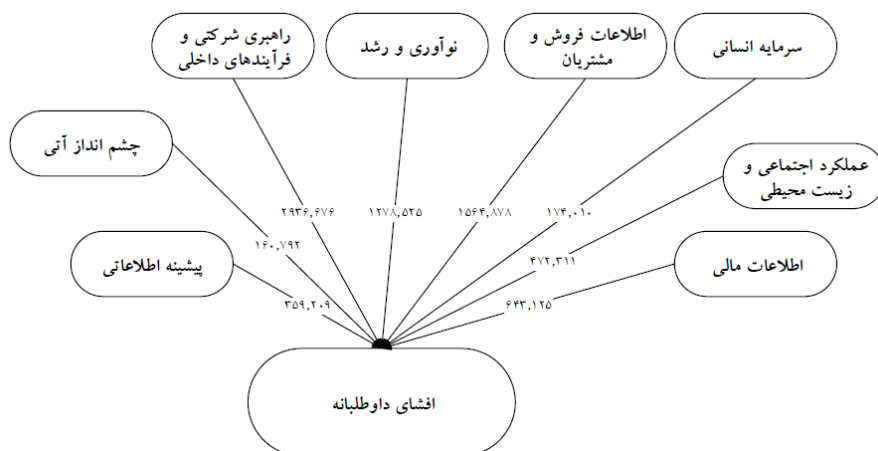 سرمایه انسانی
اطلاعات فروش و
مشتریان
نوآوری و رشد
راهبری شرکتی و
فرآیندهای داخلی
چشم انداز آتی
عملکرد اجتماعی و
زیست محیطی
۱۷۴,۰۱۰
۱۵۶۴,۸۷۸
۱۲۷۸,۵۲۵
۲۹۳۶,۶۷۶
۱۶۰,۷۹۲
۴۷۲,۳۱۱
اطلاعات مالی
پیشینه اطلاعاتی
۶۴۳,۱۲۵
۳۵۹,۲۰۹
افشای داوطلبانه